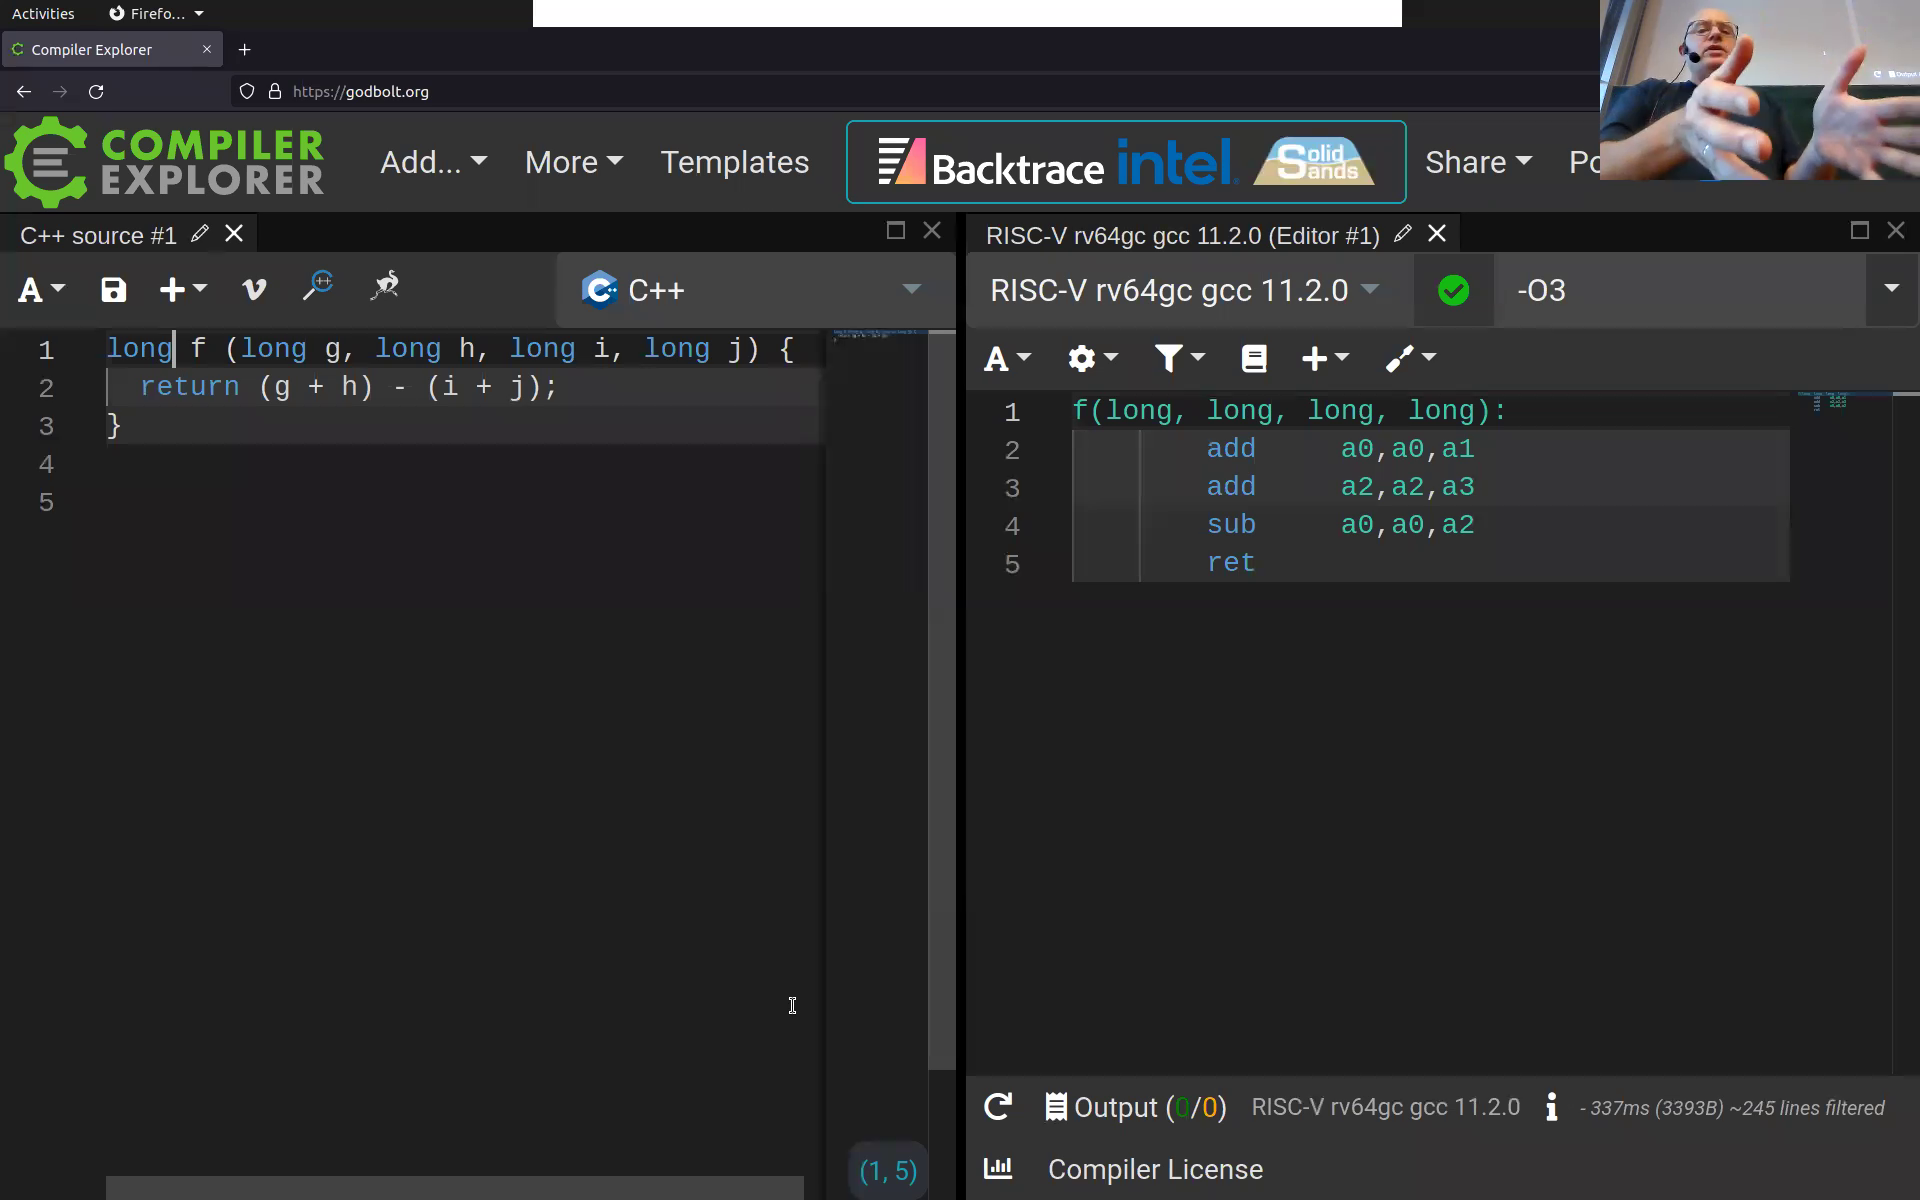 Activities
Firefo...
Compiler Explorer
https://godbolt.org
COMPILER
EXPLORER
Add...
More
Templates
Backtrace
intel
Solid
Sands
Share
Po
C++ source #1
C++
1 long f (long g, long h, long i, long j) {
2 return (g + h) - (i + j);
3 }
4
5
(1, 5)
RISC-V rv64gc gcc 11.2.0 (Editor #1)
RISC-V rv64gc gcc 11.2.0
-O3
A
1 f(long, long, long, long):
2 add a0,a0,a1
3 add a2,a2,a3
4 sub a0,a0,a2
5 ret
Output (0/0) RISC-V rv64gc gcc 11.2.0 - 337ms (3393B) ~245 lines filtered
Compiler License